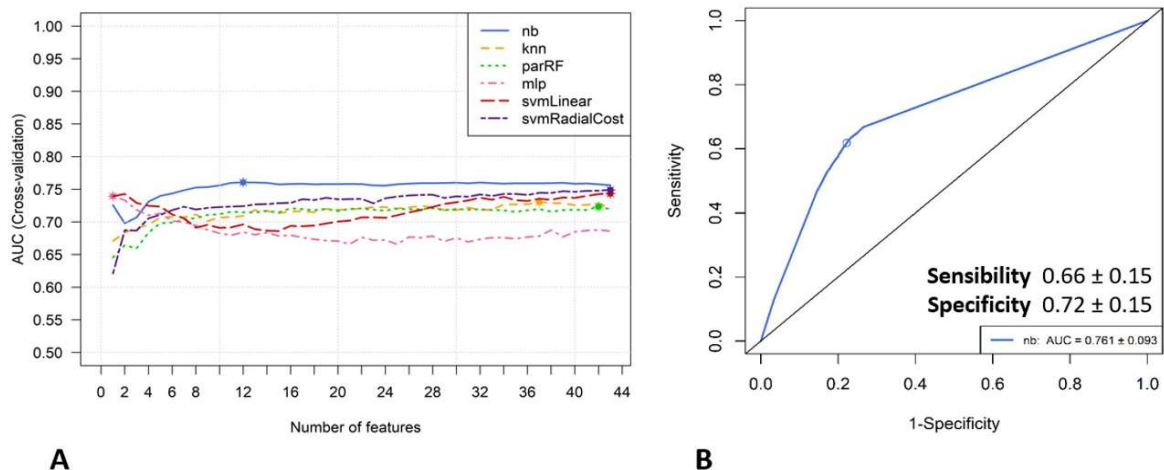 1.00
0.95
0.90
0.85
0.80
0.75
0.70
0.65
0.60
0.55
0.50
AUC (Cross-validation)
nb
knn
parRF
mlp
svmLinear
svmRadialCost
0 2 4 6 8 12 16 20 24 28 32 36 40 44
Number of features
A
1.0
0.8
0.6
0.4
0.2
0.0
Sensitivity
Sensibility 0.66 ± 0.15
Specificity 0.72 ± 0.15
nb: AUC = 0.761 ± 0.093
0.0 0.2 0.4 0.6 0.8 1.0
1-Specificity
B